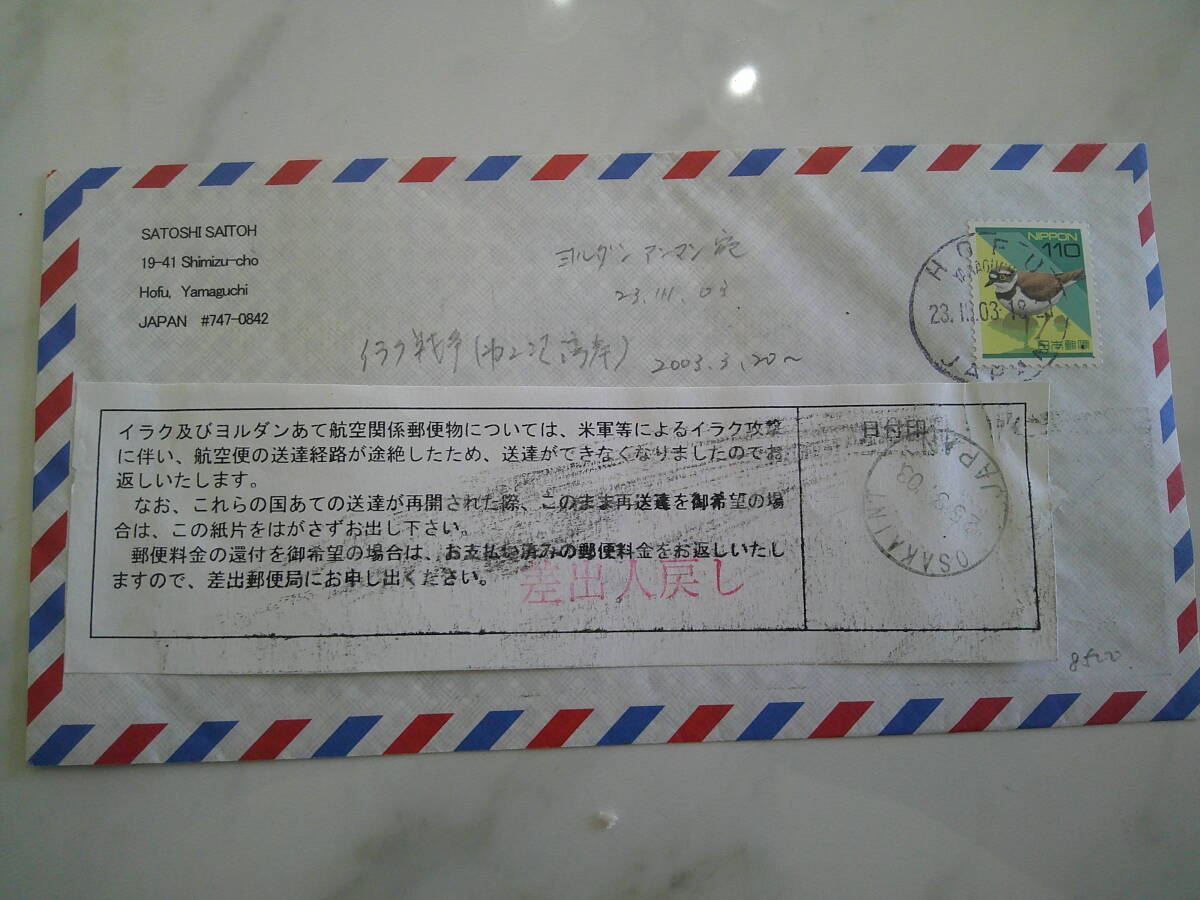 SATOSHI SAITOH
19-41 Shimizu-cho
Hofu, Yamaguchi
JAPAN #747-0842
ヨルダン アンマン宛
23.III.03
イラク戦争(第2次湾岸) 2003.3.20～
NIPPON
110
日本郵便
HOFU
YAMAGUCHI
23.III.03
JAPAN
イラク及びヨルダンあて航空関係郵便物については、米軍等によるイラク攻撃
に伴い、航空便の送達経路が途絶したため、送達ができなくなりましたのでお
返しいたします。
なお、これらの国あての送達が再開された際、このまま再送達を御希望の場
合は、この紙片をはがさずお出し下さい。
郵便料金の還付を御希望の場合は、お支払い済みの郵便料金をお返しいたし
ますので、差出郵便局にお申し出ください。
差出人戻し
日付印
OSAKA INT
JAPAN
8500